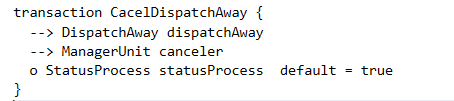 transaction CacelDispatchAway {
  --> DispatchAway dispatchAway
  --> ManagerUnit canceler
  o StatusProcess statusProcess  default = true
}